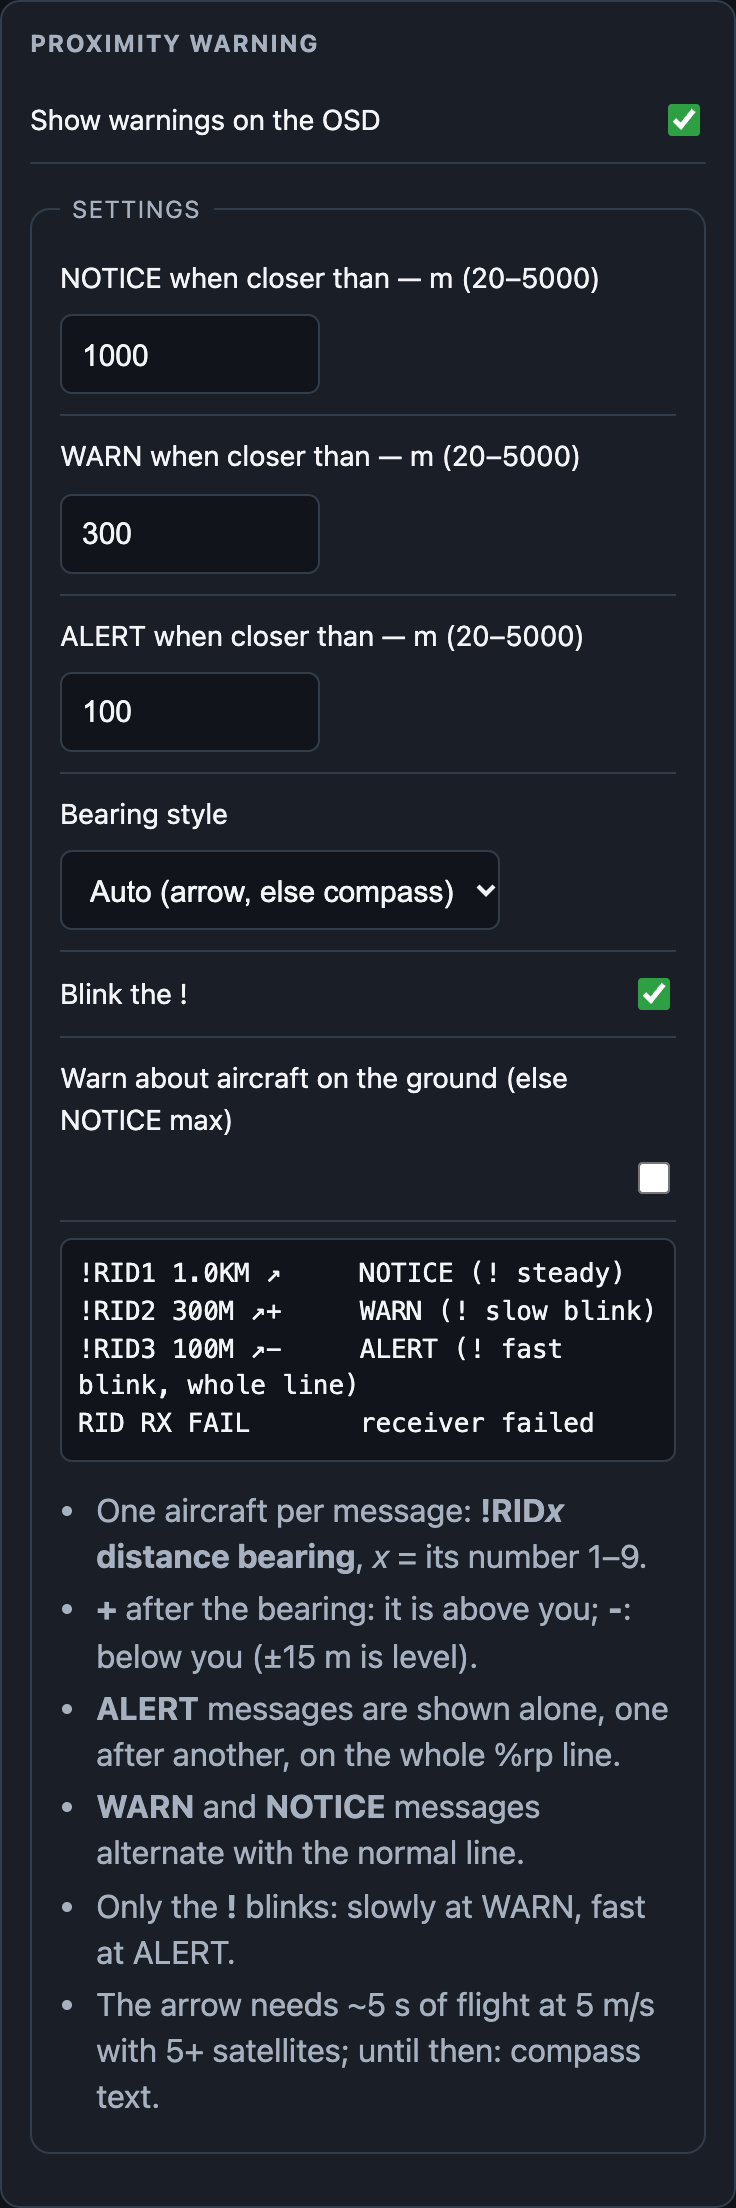 PROXIMITY WARNING
Show warnings on the OSD
SETTINGS
NOTICE when closer than — m (20–5000)
1000
WARN when closer than — m (20–5000)
300
ALERT when closer than — m (20–5000)
100
Bearing style
Auto (arrow, else compass)
Blink the !
Warn about aircraft on the ground (else
NOTICE max)
!RID1 1.0KM ↗     NOTICE (! steady)
!RID2 300M ↗+     WARN (! slow blink)
!RID3 100M ↗−     ALERT (! fast
blink, whole line)
RID RX FAIL       receiver failed
• One aircraft per message: !RIDx
distance bearing, x = its number 1–9.
• + after the bearing: it is above you; -:
below you (±15 m is level).
• ALERT messages are shown alone, one
after another, on the whole %rp line.
• WARN and NOTICE messages
alternate with the normal line.
• Only the ! blinks: slowly at WARN, fast
at ALERT.
• The arrow needs ~5 s of flight at 5 m/s
with 5+ satellites; until then: compass
text.